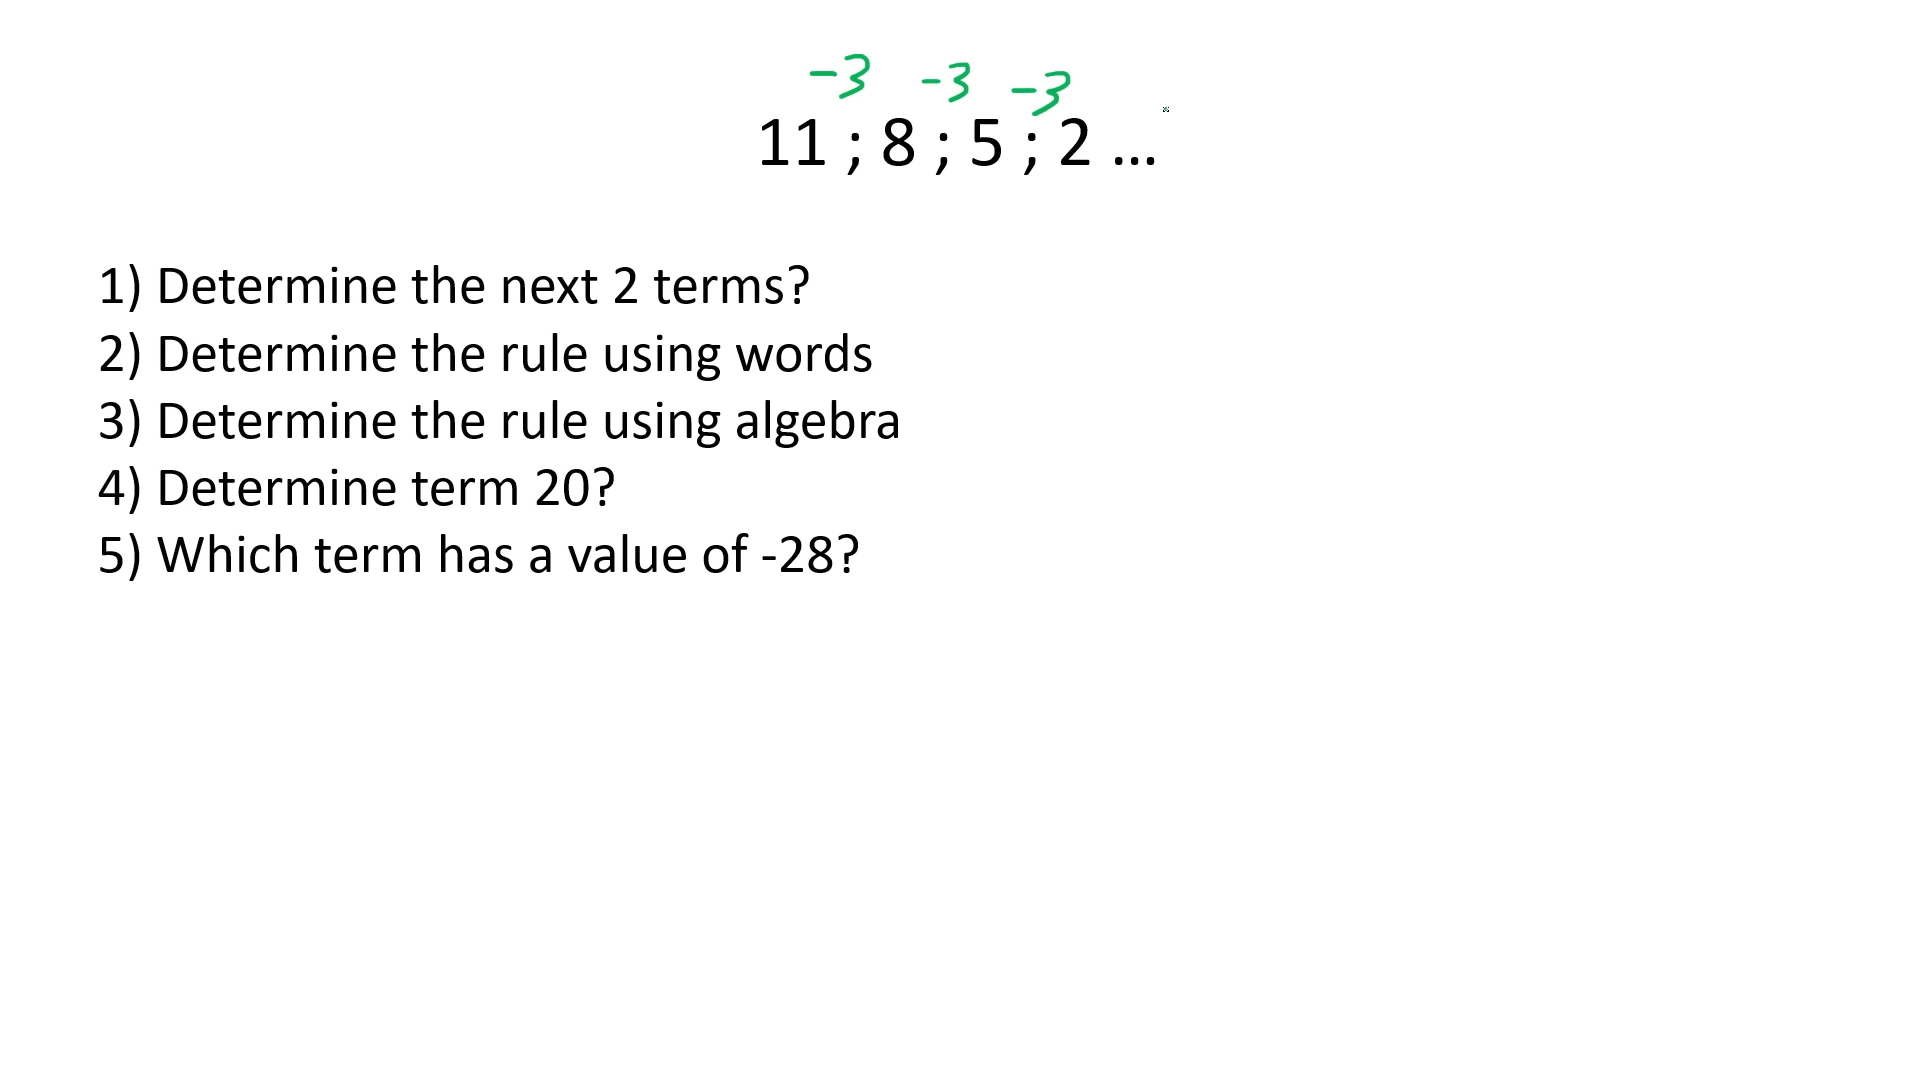 -3 -3 -3
11 ; 8 ; 5 ; 2 ...
1) Determine the next 2 terms?
2) Determine the rule using words
3) Determine the rule using algebra
4) Determine term 20?
5) Which term has a value of -28?